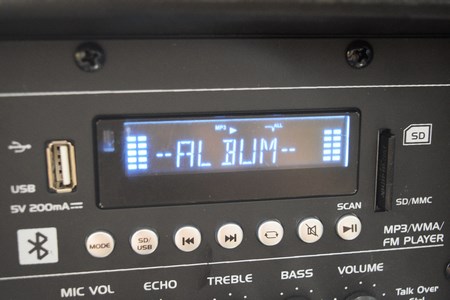 MP3
ALL
--ALBUM--
SD
USB
5V 200mA
SD/MMC
SCAN
MODE
SD/
USB
MP3/WMA/
FM PLAYER
MIC VOL ECHO TREBLE BASS VOLUME
Talk Over